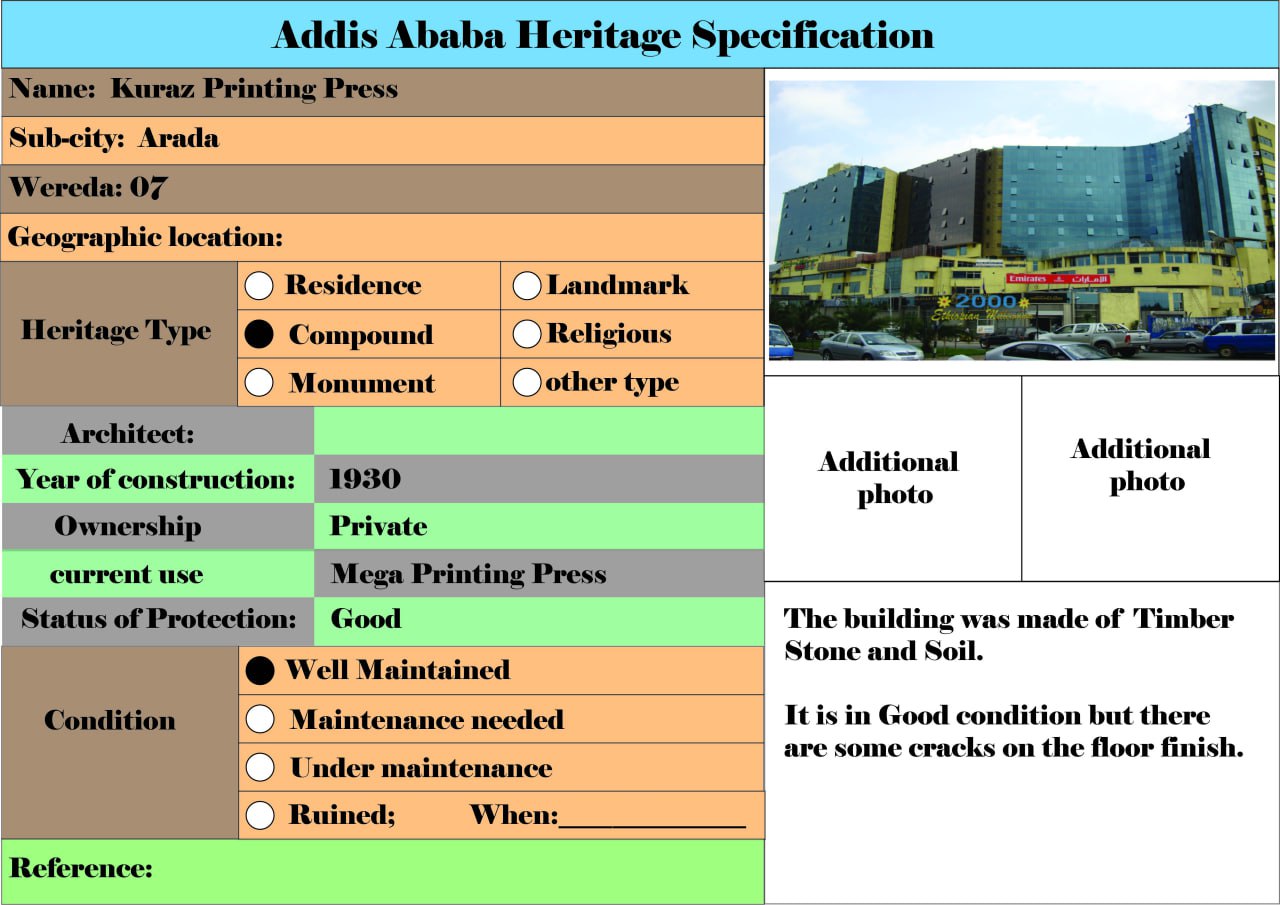 Addis Ababa Heritage Specification
Name: Kuraz Printing Press
Sub-city: Arada
Wereda: 07
Geographic location:
Heritage Type
Residence
Landmark
Compound
Religious
Monument
other type
Architect:
Year of construction: 1930
Ownership Private
current use Mega Printing Press
Status of Protection: Good
Condition
Well Maintained
Maintenance needed
Under maintenance
Ruined; When:______________
Reference:
Emirates الإمارات
2000
Ethiopian
Additional
photo
Additional
photo
The building was made of Timber
Stone and Soil.
It is in Good condition but there
are some cracks on the floor finish.